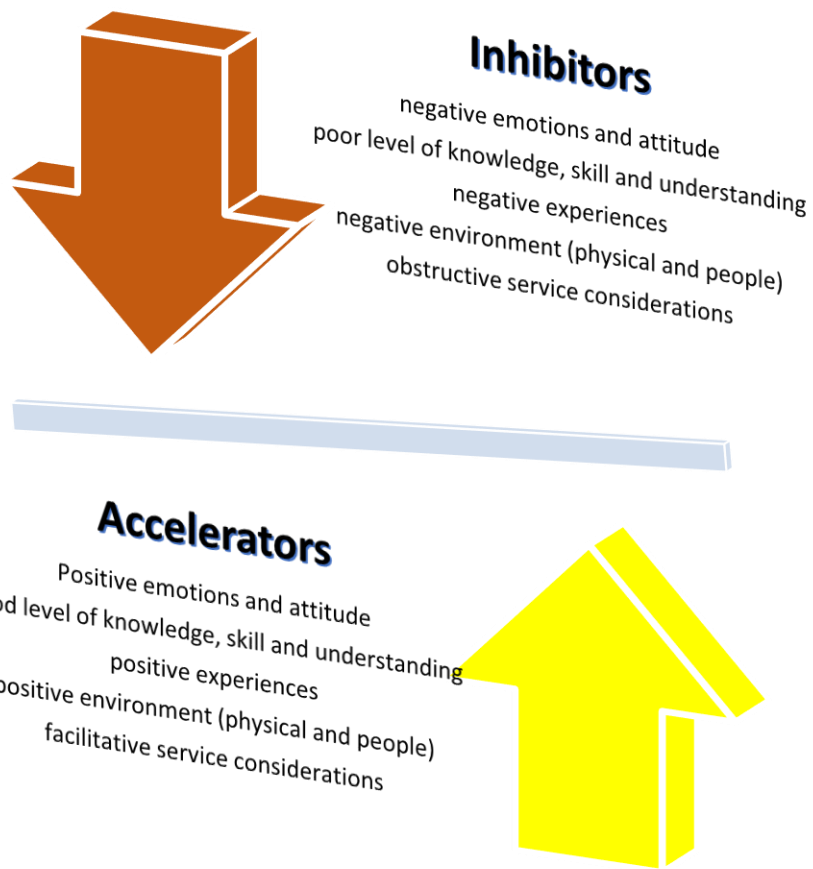 Inhibitors
negative emotions and attitude
poor level of knowledge, skill and understanding
negative experiences
negative environment (physical and people)
obstructive service considerations
Accelerators
Positive emotions and attitude
level of knowledge, skill and understanding
positive experiences
positive environment (physical and people)
facilitative service considerations